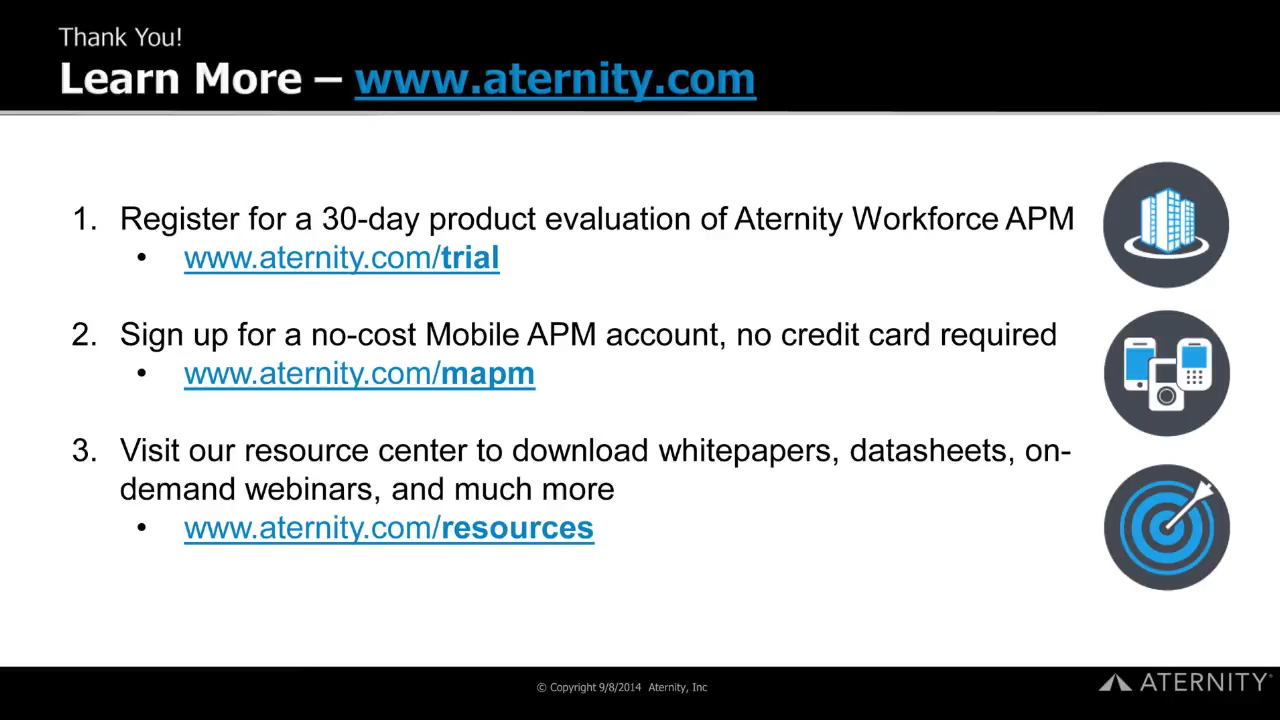 Thank You!
Learn More – www.aternity.com
1. Register for a 30-day product evaluation of Aternity Workforce APM
• www.aternity.com/trial
2. Sign up for a no-cost Mobile APM account, no credit card required
• www.aternity.com/mapm
3. Visit our resource center to download whitepapers, datasheets, on-
demand webinars, and much more
• www.aternity.com/resources
© Copyright 9/8/2014 Aternity, Inc
ATERNITY®